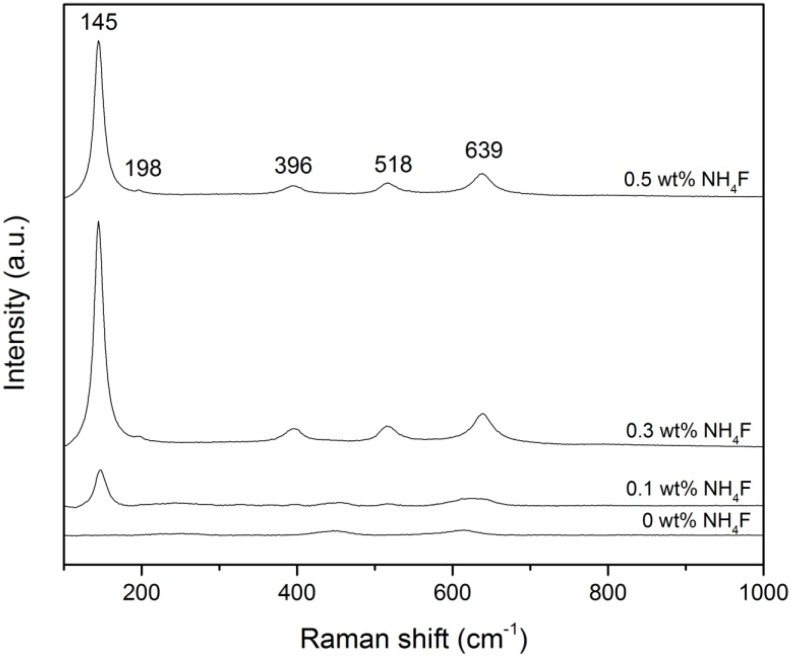 145
198
396
518
639
0.5 wt% NH₄F
0.3 wt% NH₄F
0.1 wt% NH₄F
0 wt% NH₄F
Intensity (a.u.)
200
400
600
800
1000
Raman shift (cm⁻¹)